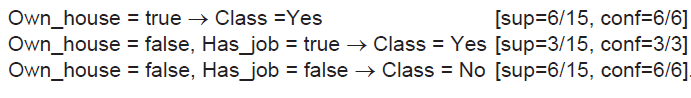 Own_house = true → Class =Yes [sup=6/15, conf=6/6]
Own_house = false, Has_job = true → Class = Yes [sup=3/15, conf=3/3]
Own_house = false, Has_job = false → Class = No [sup=6/15, conf=6/6].